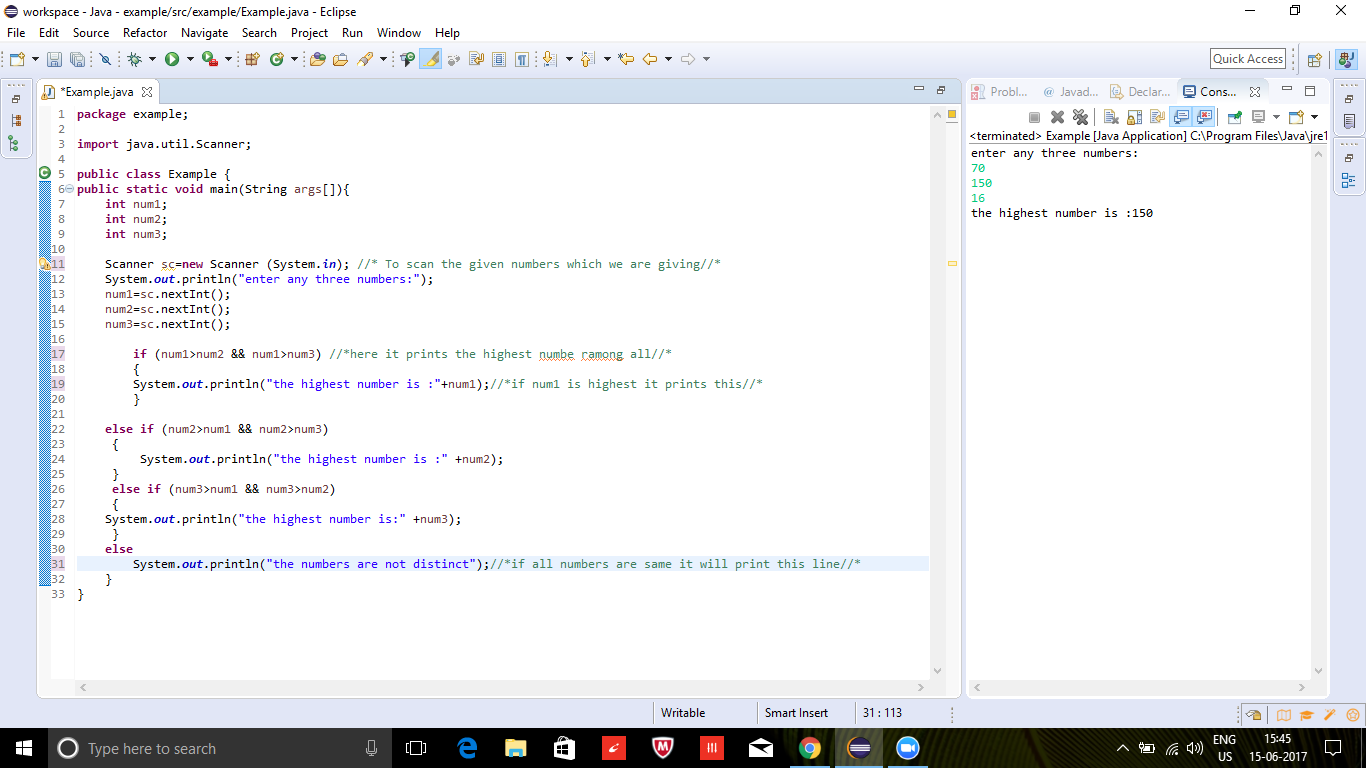 workspace - Java - example/src/example/Example.java - Eclipse
File Edit Source Refactor Navigate Search Project Run Window Help
Quick Access
*Example.java
1 package example;
2
3 import java.util.Scanner;
4
5 public class Example {
6 public static void main(String args[]){
7 int num1;
8 int num2;
9 int num3;
10
11 Scanner sc=new Scanner (System.in); //* To scan the given numbers which we are giving//*
12 System.out.println("enter any three numbers:");
13 num1=sc.nextInt();
14 num2=sc.nextInt();
15 num3=sc.nextInt();
16
17 if (num1>num2 && num1>num3) //*here it prints the highest numbe ramong all//*
18 {
19 System.out.println("the highest number is :"+num1);//*if num1 is highest it prints this//*
20 }
21
22 else if (num2>num1 && num2>num3)
23 {
24 System.out.println("the highest number is :" +num2);
25 }
26 else if (num3>num1 && num3>num2)
27 {
28 System.out.println("the highest number is:" +num3);
29 }
30 else
31 System.out.println("the numbers are not distinct");//*if all numbers are same it will print this line//*
32 }
33 }
Probl... @ Javad... Declar... Cons...
<terminated> Example [Java Application] C:\Program Files\Java\jre1
enter any three numbers:
70
150
16
the highest number is :150
Writable Smart Insert 31 : 113
Type here to search
ENG
US
15:45
15-06-2017